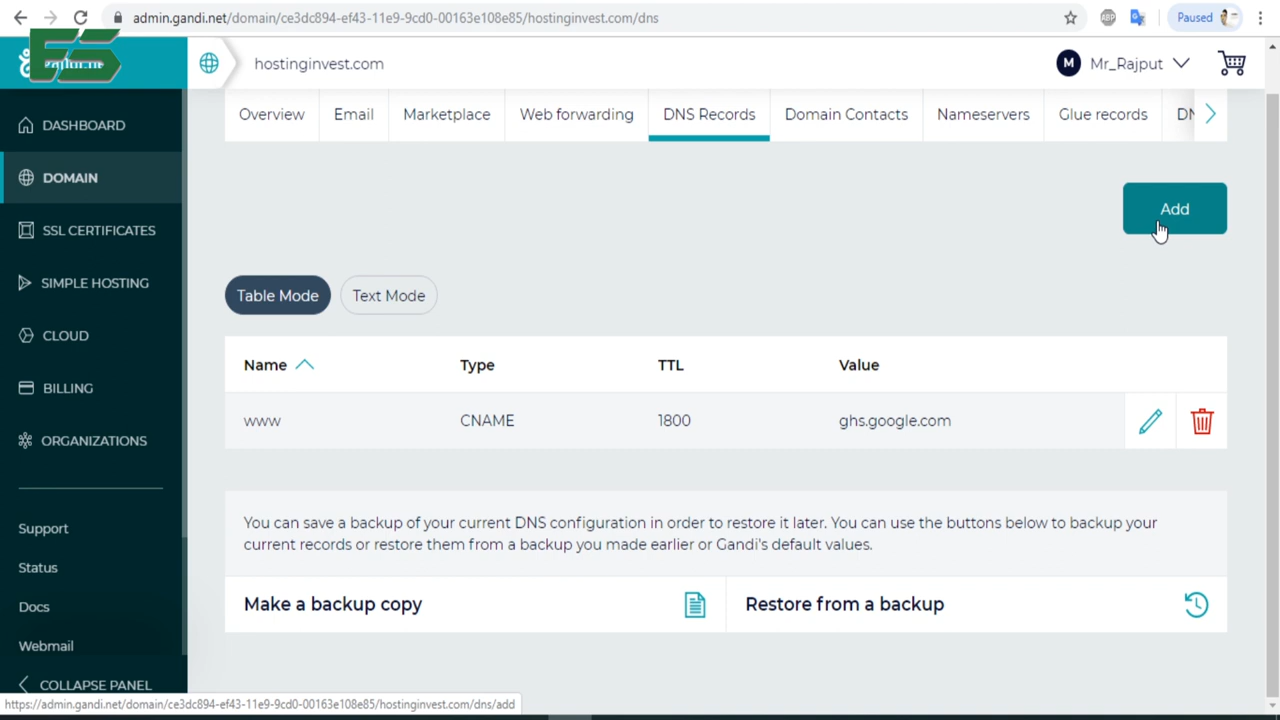 admin.gandi.net/domain/ce3dc894-ef43-11e9-9cd0-00163e108e85/hostinginvest.com/dns
ABP
Paused
ES
hostinginvest.com
M
Mr_Rajput
Overview
Email
Marketplace
Web forwarding
DNS Records
Domain Contacts
Nameservers
Glue records
DN
DASHBOARD
DOMAIN
SSL CERTIFICATES
SIMPLE HOSTING
CLOUD
BILLING
ORGANIZATIONS
Support
Status
Docs
Webmail
COLLAPSE PANEL
Add
Table Mode
Text Mode
Name Type TTL Value
www CNAME 1800 ghs.google.com
You can save a backup of your current DNS configuration in order to restore it later. You can use the buttons below to backup your
current records or restore them from a backup you made earlier or Gandi's default values.
Make a backup copy
Restore from a backup
https://admin.gandi.net/domain/ce3dc894-ef43-11e9-9cd0-00163e108e85/hostinginvest.com/dns/add